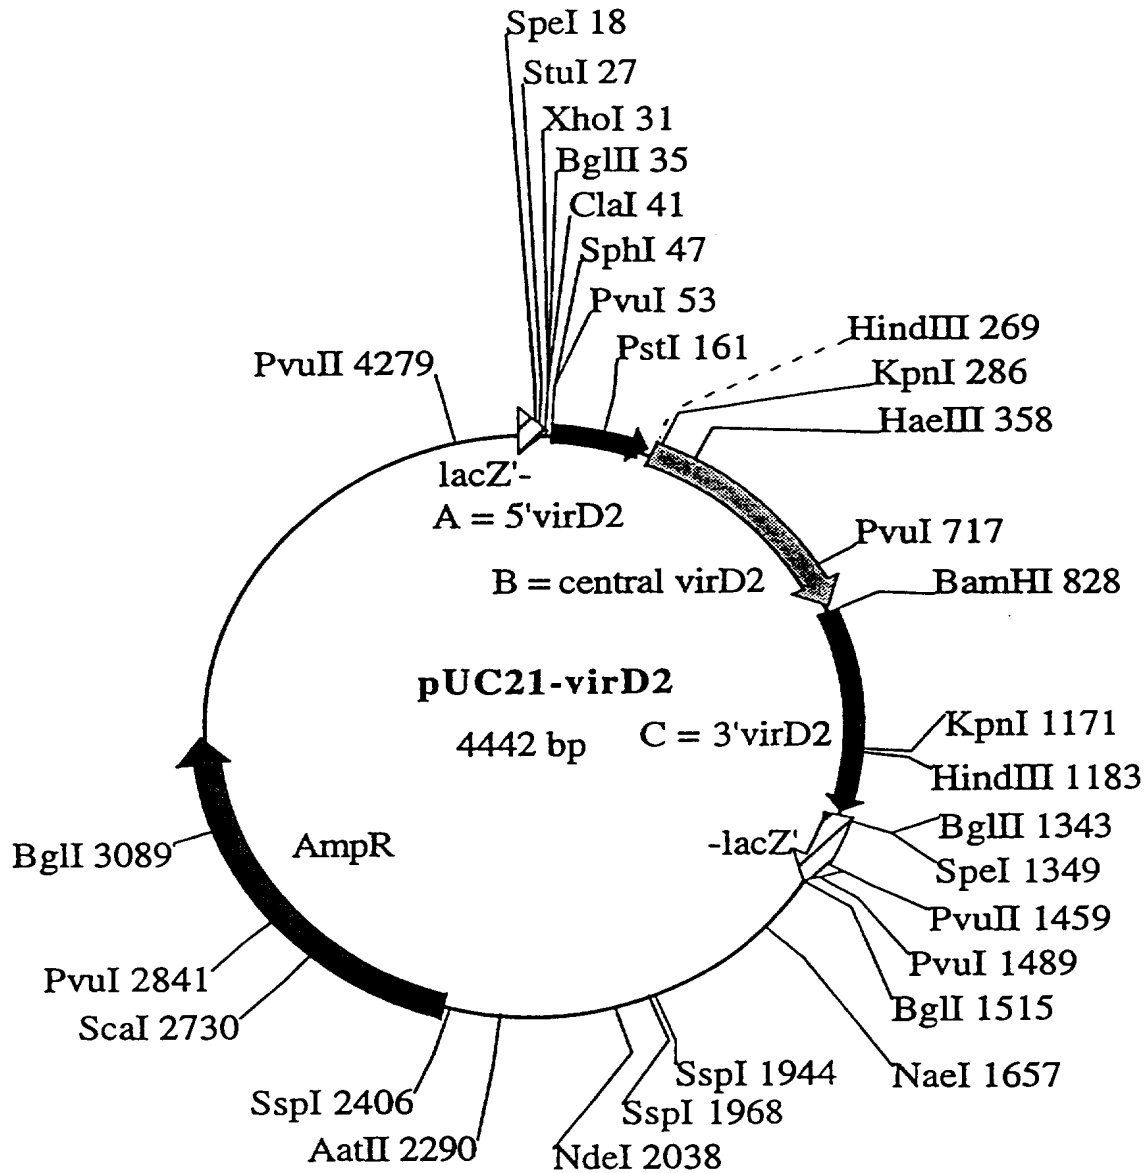 SpeI 18
StuI 27
XhoI 31
BglII 35
ClaI 41
SphI 47
PvuI 53
PstI 161
HindIII 269
KpnI 286
HaeIII 358
PvuII 4279
lacZ'-
A = 5'virD2
PvuI 717
B = central virD2
BamHI 828
pUC21-virD2
4442 bp
C = 3'virD2
KpnI 1171
HindIII 1183
BglII 1343
SpeI 1349
-lacZ'
PvuII 1459
PvuI 1489
BglI 1515
NaeI 1657
SspI 1944
SspI 1968
NdeI 2038
AatII 2290
SspI 2406
ScaI 2730
PvuI 2841
BglI 3089
AmpR